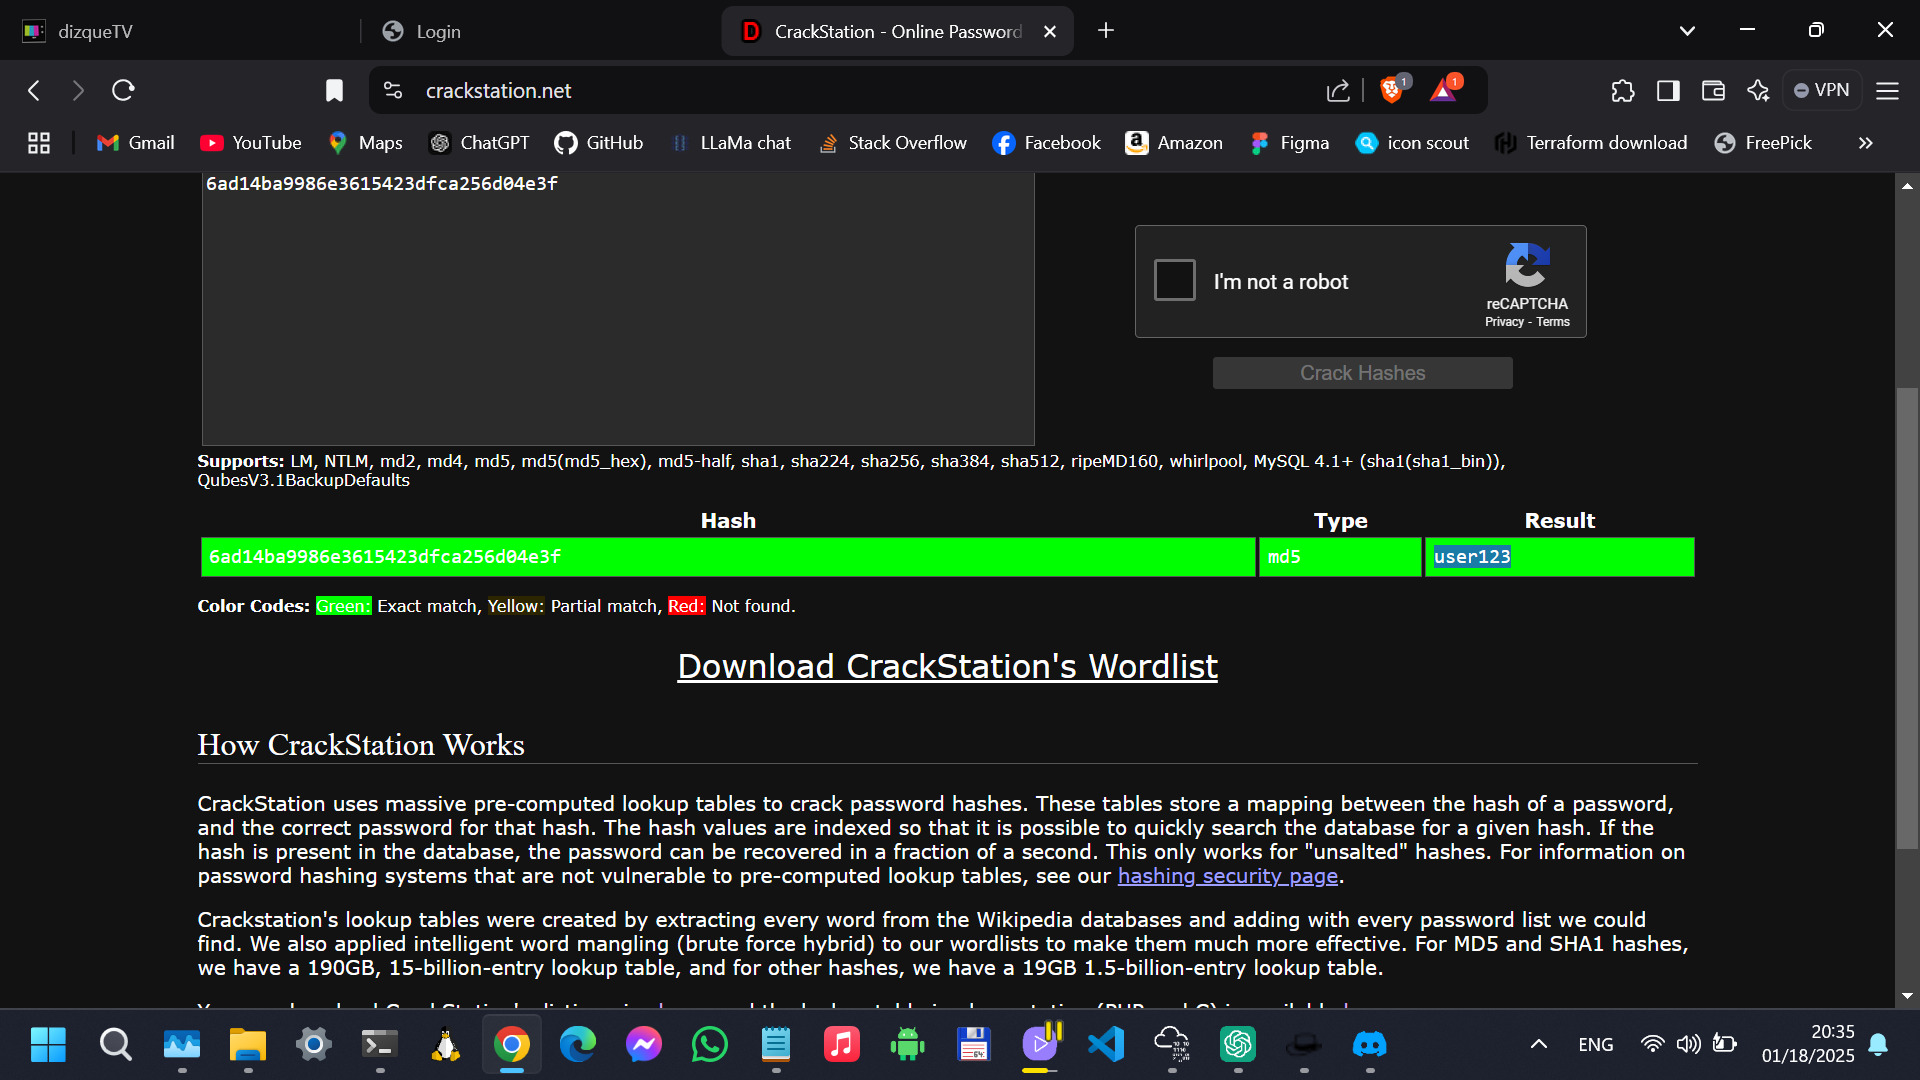 dizqueTV
Login
CrackStation - Online Password
crackstation.net
1
1
VPN
Gmail
YouTube
Maps
ChatGPT
GitHub
LLaMa chat
Stack Overflow
Facebook
Amazon
Figma
icon scout
Terraform download
FreePick
6ad14ba9986e3615423dfca256d04e3f
I'm not a robot
reCAPTCHA
Privacy - Terms
Crack Hashes
Supports: LM, NTLM, md2, md4, md5, md5(md5_hex), md5-half, sha1, sha224, sha256, sha384, sha512, ripeMD160, whirlpool, MySQL 4.1+ (sha1(sha1_bin)),
QubesV3.1BackupDefaults
Hash Type Result
6ad14ba9986e3615423dfca256d04e3f md5 user123
Color Codes: Green: Exact match, Yellow: Partial match, Red: Not found.
Download CrackStation's Wordlist
How CrackStation Works
CrackStation uses massive pre-computed lookup tables to crack password hashes. These tables store a mapping between the hash of a password,
and the correct password for that hash. The hash values are indexed so that it is possible to quickly search the database for a given hash. If the
hash is present in the database, the password can be recovered in a fraction of a second. This only works for "unsalted" hashes. For information on
password hashing systems that are not vulnerable to pre-computed lookup tables, see our hashing security page.
Crackstation's lookup tables were created by extracting every word from the Wikipedia databases and adding with every password list we could
find. We also applied intelligent word mangling (brute force hybrid) to our wordlists to make them much more effective. For MD5 and SHA1 hashes,
we have a 190GB, 15-billion-entry lookup table, and for other hashes, we have a 19GB 1.5-billion-entry lookup table.
ENG
20:35
01/18/2025